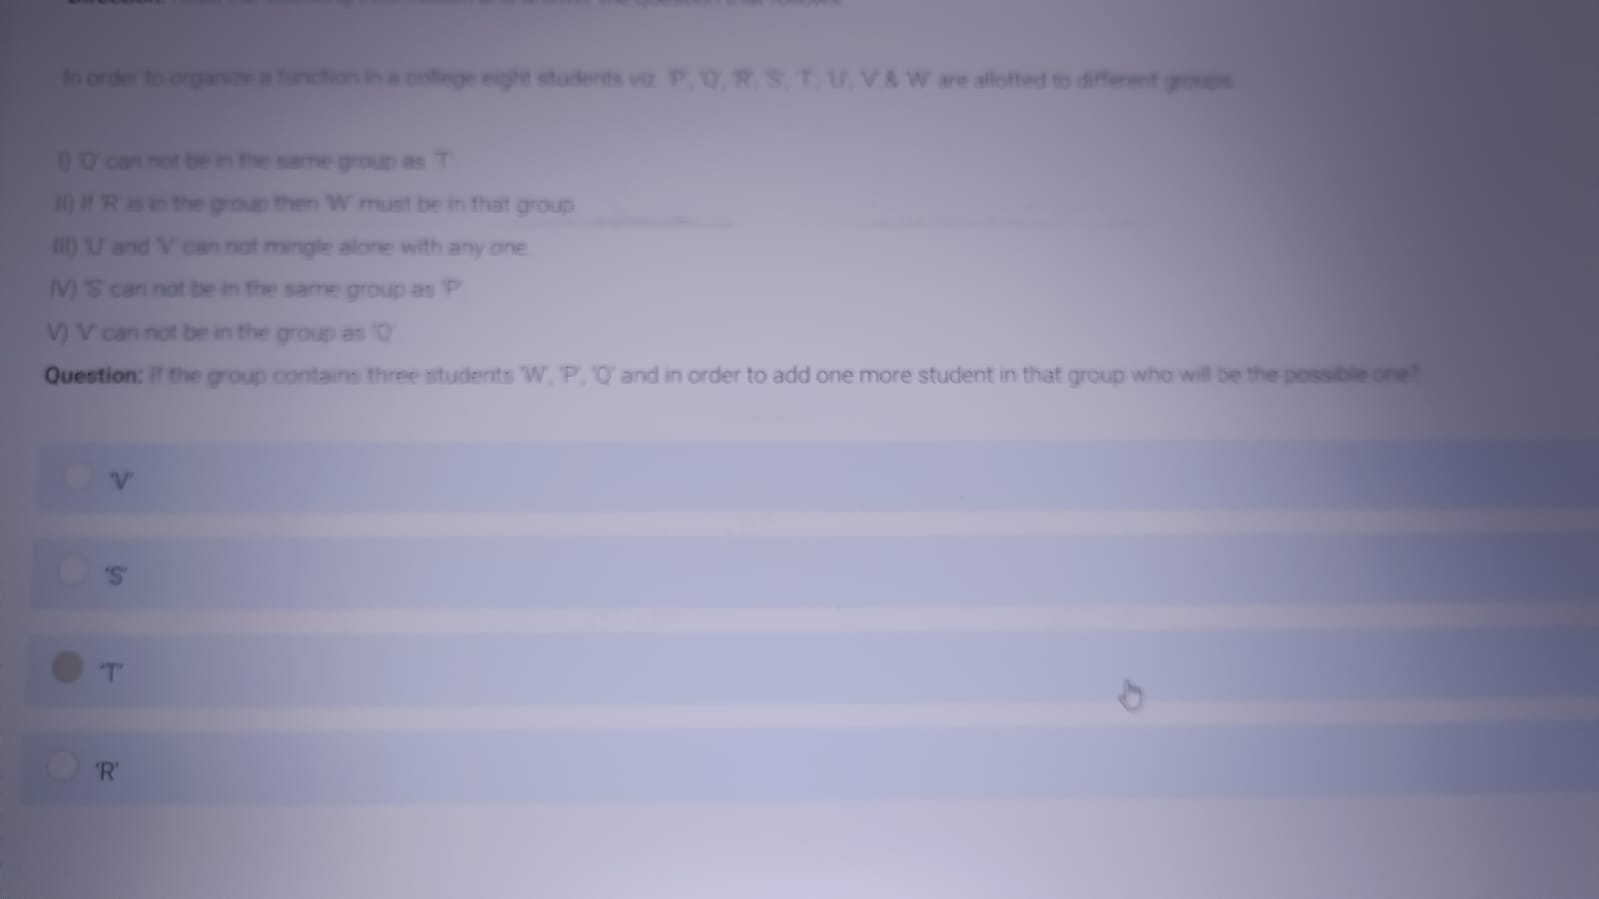 In order to organize a function in a college eight students viz. 'P', 'Q', 'R', 'S', 'T', 'U', 'V' & 'W' are allotted to different groups.
I) 'Q' can not be in the same group as 'T'
II) If 'R' is in the group then 'W' must be in that group.
III) 'U' and 'V' can not mingle alone with any one.
IV) 'S' can not be in the same group as 'P'.
V) 'V' can not be in the group as 'Q'
Question: If the group contains three students 'W', 'P', 'Q' and in order to add one more student in that group who will be the possible one?
'V'
'S'
'T'
'R'